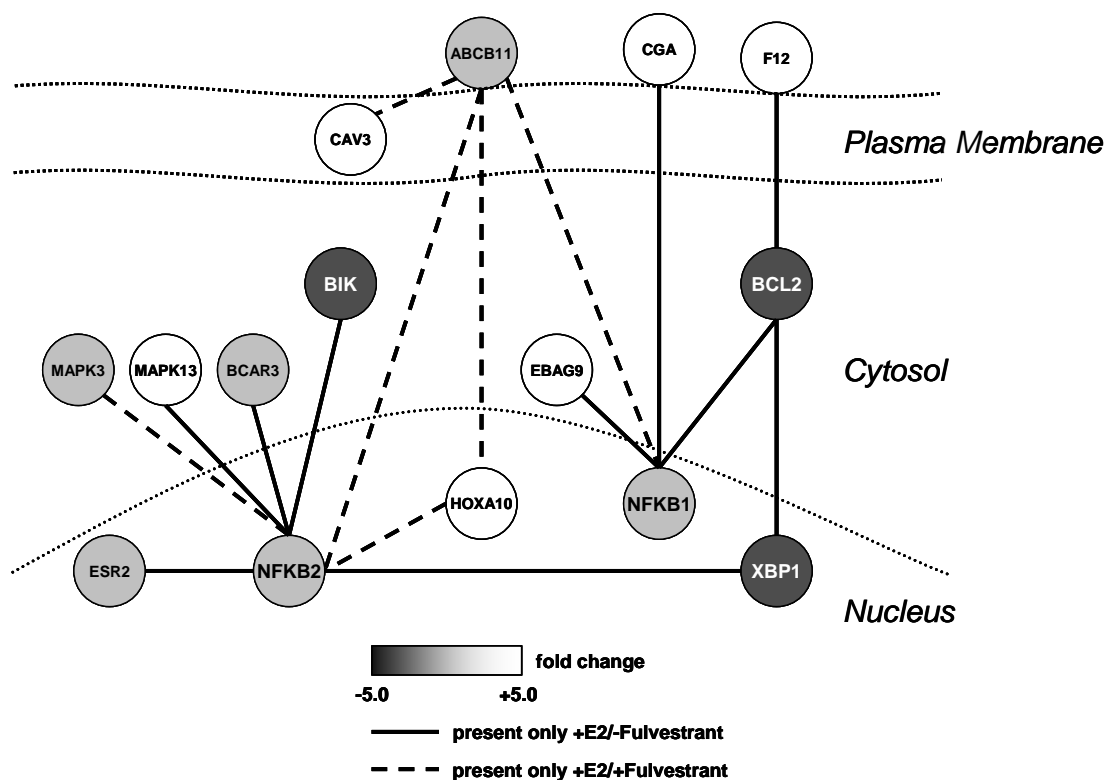 ABCB11
CGA
F12
CAV3
Plasma Membrane
BIK
BCL2
MAPK3
MAPK13
BCAR3
EBAG9
Cytosol
HOXA10
NFKB1
ESR2
NFKB2
XBP1
Nucleus
fold change
-5.0 +5.0
present only +E2/-Fulvestrant
present only +E2/+Fulvestrant